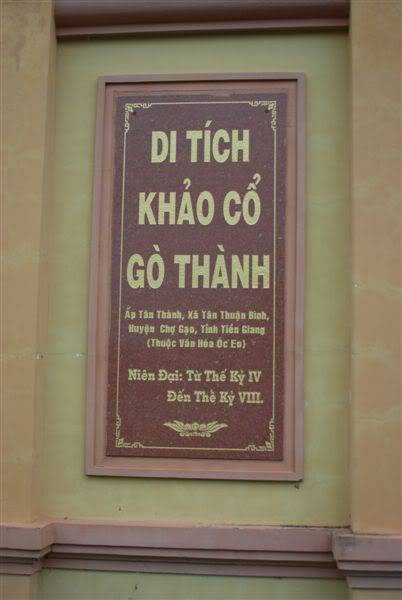 DI TÍCH
KHẢO CỔ
GÒ THÀNH
Ấp Tân Thành, Xã Tân Thuận Bình,
Huyện Chợ Gạo, Tỉnh Tiền Giang
(Thuộc Văn Hóa Óc Eo)
Niên Đại: Từ Thế Kỷ IV
Đến Thế Kỷ VIII.